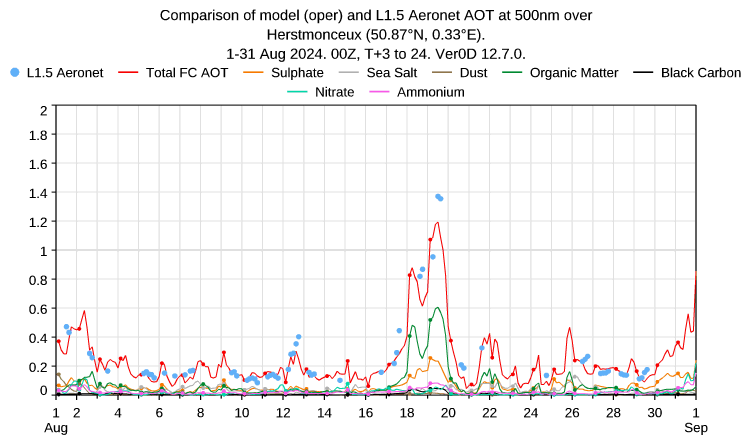 Comparison of model (oper) and L1.5 Aeronet AOT at 500nm over
Herstmonceux (50.87°N, 0.33°E).
1-31 Aug 2024. 00Z, T+3 to 24. Ver0D 12.7.0.
L1.5 Aeronet Total FC AOT Sulphate Sea Salt Dust Organic Matter Black Carbon
Nitrate Ammonium
2
1.8
1.6
1.4
1.2
1
0.8
0.6
0.4
0.2
0
1 2 4 6 8 10 12 14 16 18 20 22 24 26 28 30 1
Aug Sep